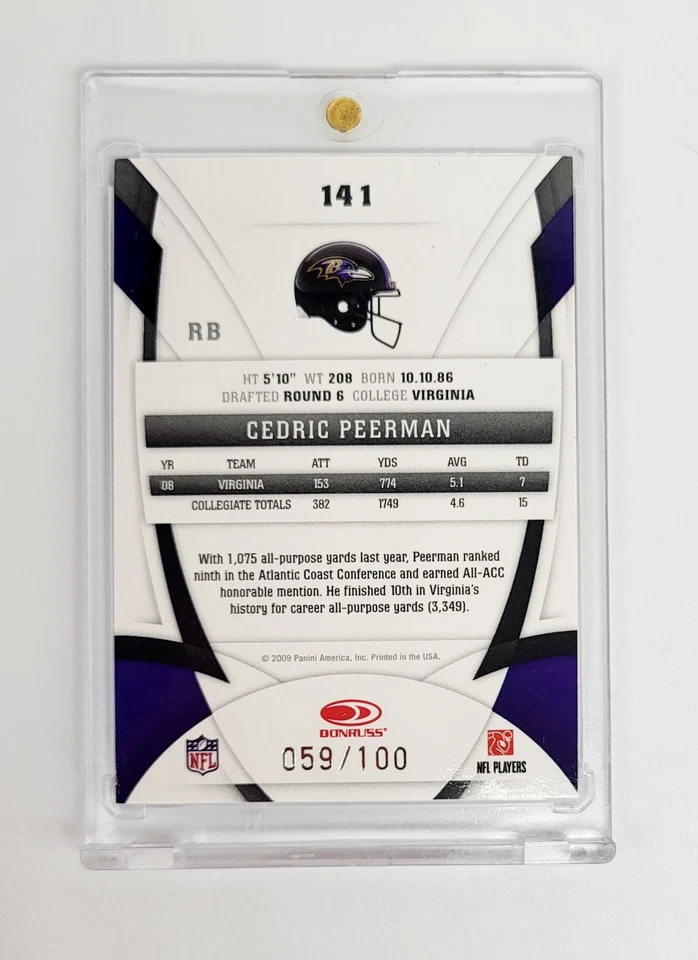 141
RB
HT 5'10" WT 208 BORN 10.10.86
DRAFTED ROUND 6 COLLEGE VIRGINIA
CEDRIC PEERMAN
YR TEAM ATT YDS AVG TD
08 VIRGINIA 153 774 5.1 7
COLLEGIATE TOTALS 382 1749 4.6 15
With 1,075 all-purpose yards last year, Peerman ranked
ninth in the Atlantic Coast Conference and earned All-ACC
honorable mention. He finished 10th in Virginia's
history for career all-purpose yards (3,349).
© 2009 Panini America, Inc. Printed in the USA.
DONRUSS®
NFL
059/100
NFL PLAYERS